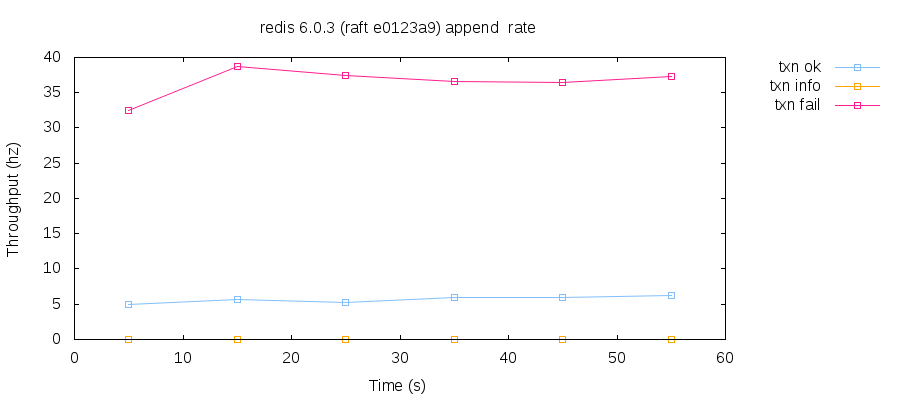 redis 6.0.3 (raft e0123a9) append  rate
txn ok
txn info
txn fail
Throughput (hz)
40
35
30
25
20
15
10
5
0
0 10 20 30 40 50 60
Time (s)